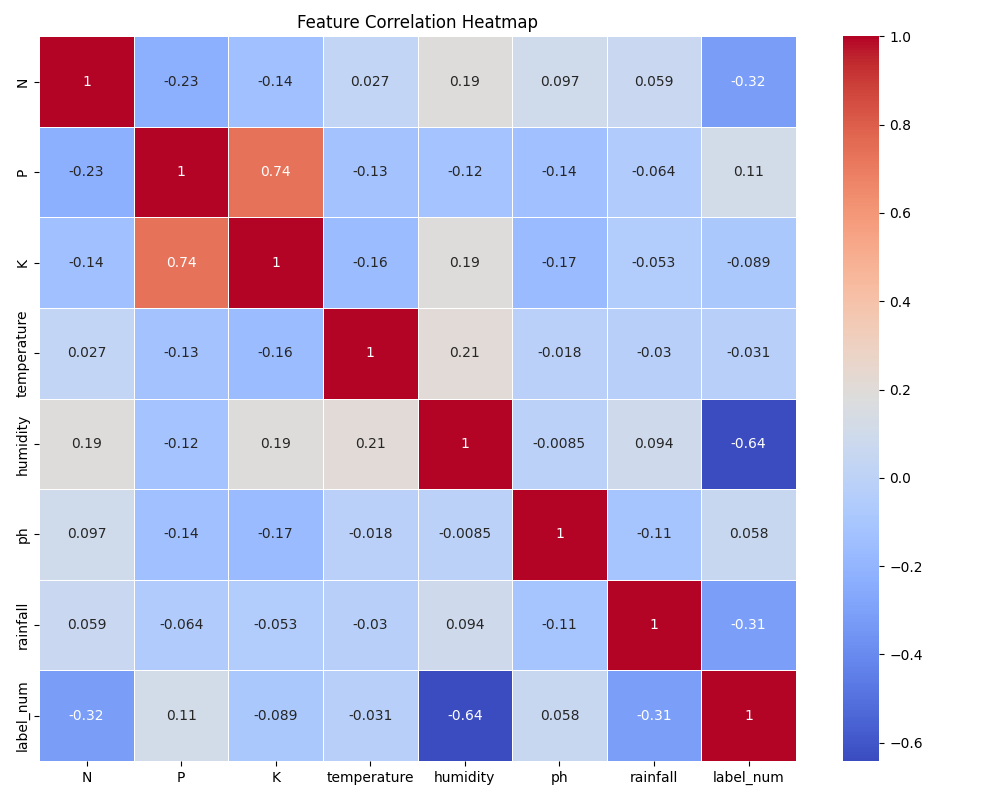 Feature Correlation Heatmap
N 1 -0.23 -0.14 0.027 0.19 0.097 0.059 -0.32
P -0.23 1 0.74 -0.13 -0.12 -0.14 -0.064 0.11
K -0.14 0.74 1 -0.16 0.19 -0.17 -0.053 -0.089
temperature 0.027 -0.13 -0.16 1 0.21 -0.018 -0.03 -0.031
humidity 0.19 -0.12 0.19 0.21 1 -0.0085 0.094 -0.64
ph 0.097 -0.14 -0.17 -0.018 -0.0085 1 -0.11 0.058
rainfall 0.059 -0.064 -0.053 -0.03 0.094 -0.11 1 -0.31
label_num -0.32 0.11 -0.089 -0.031 -0.64 0.058 -0.31 1
N P K temperature humidity ph rainfall label_num
1.0
0.8
0.6
0.4
0.2
0.0
−0.2
−0.4
−0.6